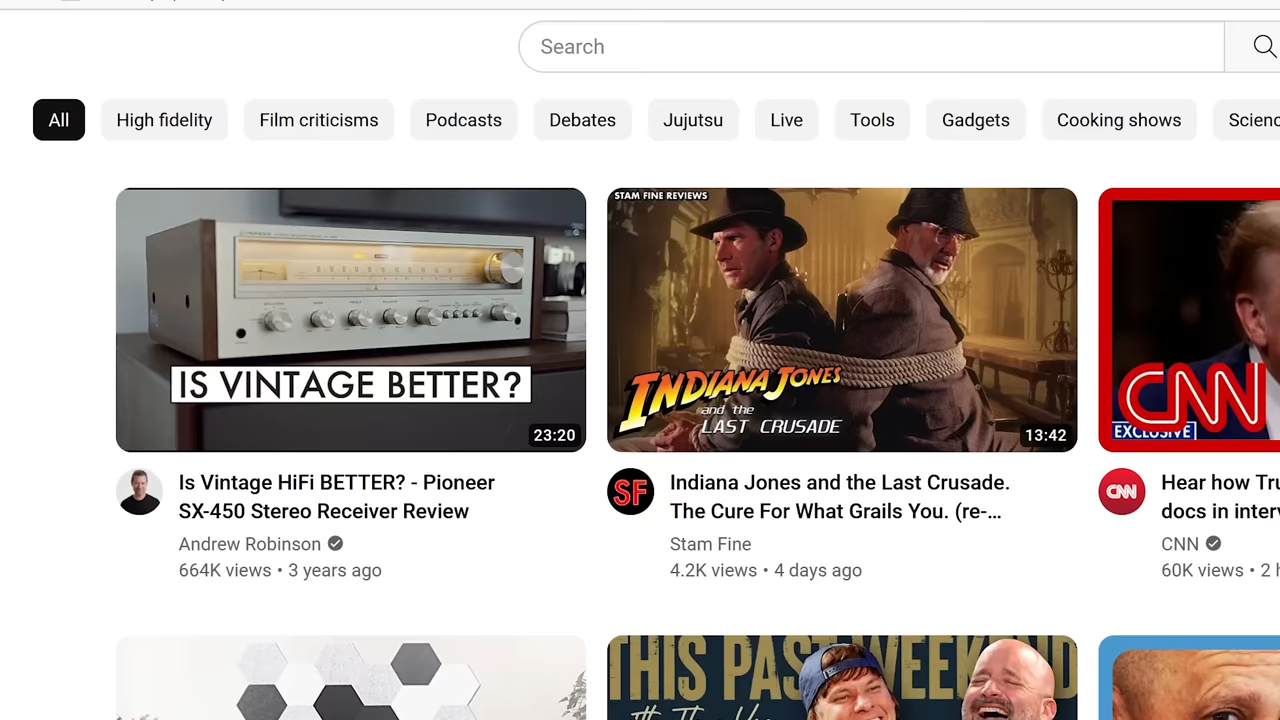 Search
All
High fidelity
Film criticisms
Podcasts
Debates
Jujutsu
Live
Tools
Gadgets
Cooking shows
Scienc
IS VINTAGE BETTER?
23:20
STAM FINE REVIEWS
INDIANA JONES
and the
LAST CRUSADE
13:42
CNN
EXCLUSIVE
Is Vintage HiFi BETTER? - Pioneer
SX-450 Stereo Receiver Review
Andrew Robinson
664K views • 3 years ago
SF
Indiana Jones and the Last Crusade.
The Cure For What Grails You. (re-...
Stam Fine
4.2K views • 4 days ago
CNN
Hear how Tru
docs in interv
CNN
60K views • 2 h
THIS PAST WEEKEND